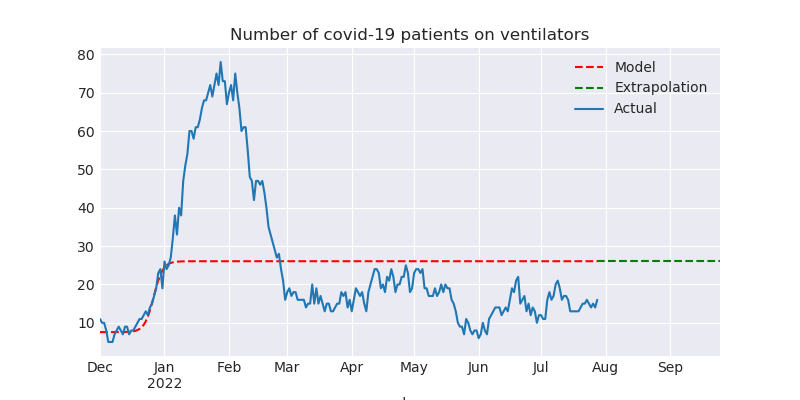 Number of covid-19 patients on ventilators
80
70
60
50
40
30
20
10
Model
Extrapolation
Actual
Dec Jan Feb Mar Apr May Jun Jul Aug Sep
2022